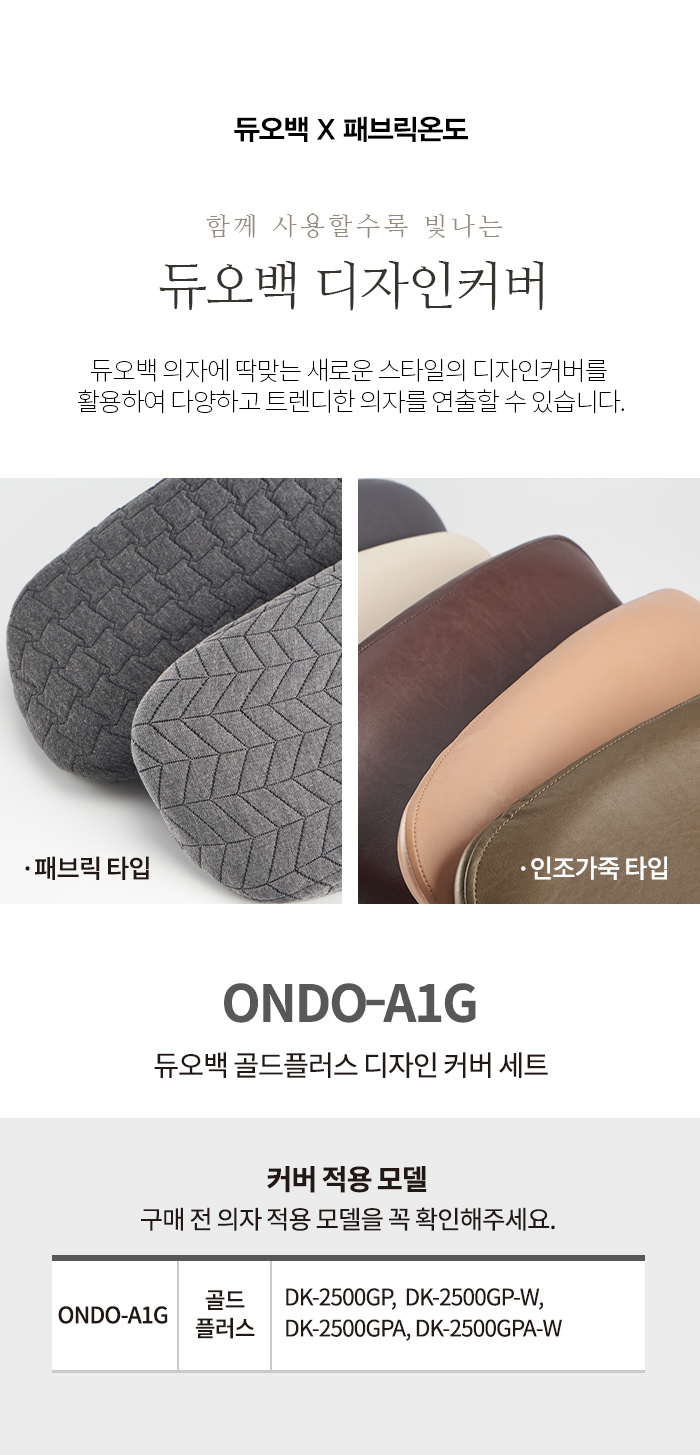 듀오백 X 패브릭온도
함께 사용할수록 빛나는
듀오백 디자인커버
듀오백 의자에 딱맞는 새로운 스타일의 디자인커버를
활용하여 다양하고 트렌디한 의자를 연출할 수 있습니다.
· 패브릭 타입
· 인조가죽 타입
ONDO-A1G
듀오백 골드플러스 디자인 커버 세트
커버 적용 모델
구매 전 의자 적용 모델을 꼭 확인해주세요.
ONDO-A1G
골드
플러스
DK-2500GP, DK-2500GP-W,
DK-2500GPA, DK-2500GPA-W